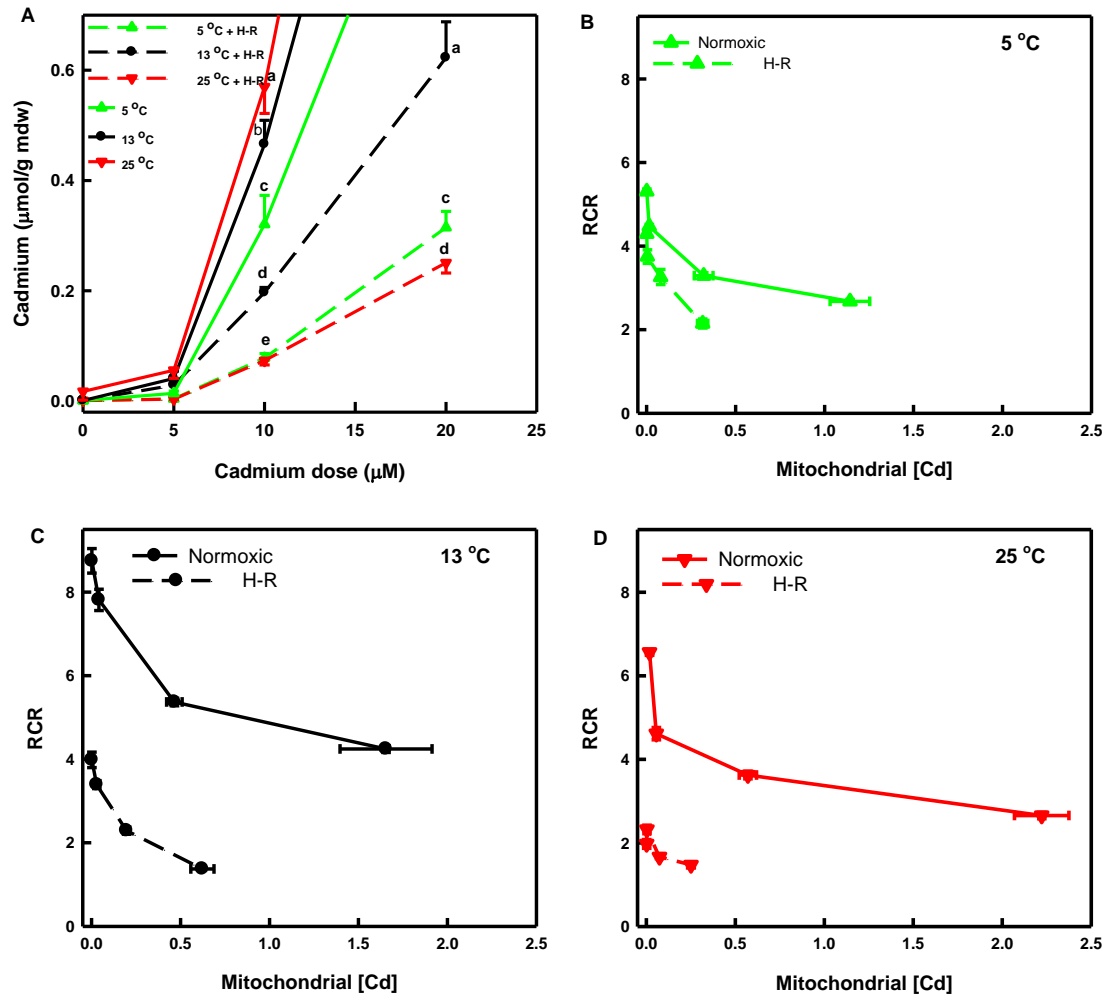 A
5 °C + H-R
13 °C + H-R
25 °C + H-R
5 °C
13 °C
25 °C
a
a
b
c
c
d
d
e
0.6
0.4
0.2
0.0
0 5 10 15 20 25
Cadmium (μmol/g mdw)
Cadmium dose (μM)
B
5 °C
Normoxic
H-R
8
6
4
2
0
0.0 0.5 1.0 1.5 2.0 2.5
RCR
Mitochondrial [Cd]
C
13 °C
Normoxic
H-R
8
6
4
2
0
0.0 0.5 1.0 1.5 2.0 2.5
RCR
Mitochondrial [Cd]
D
25 °C
Normoxic
H-R
8
6
4
2
0
0.0 0.5 1.0 1.5 2.0 2.5
RCR
Mitochondrial [Cd]